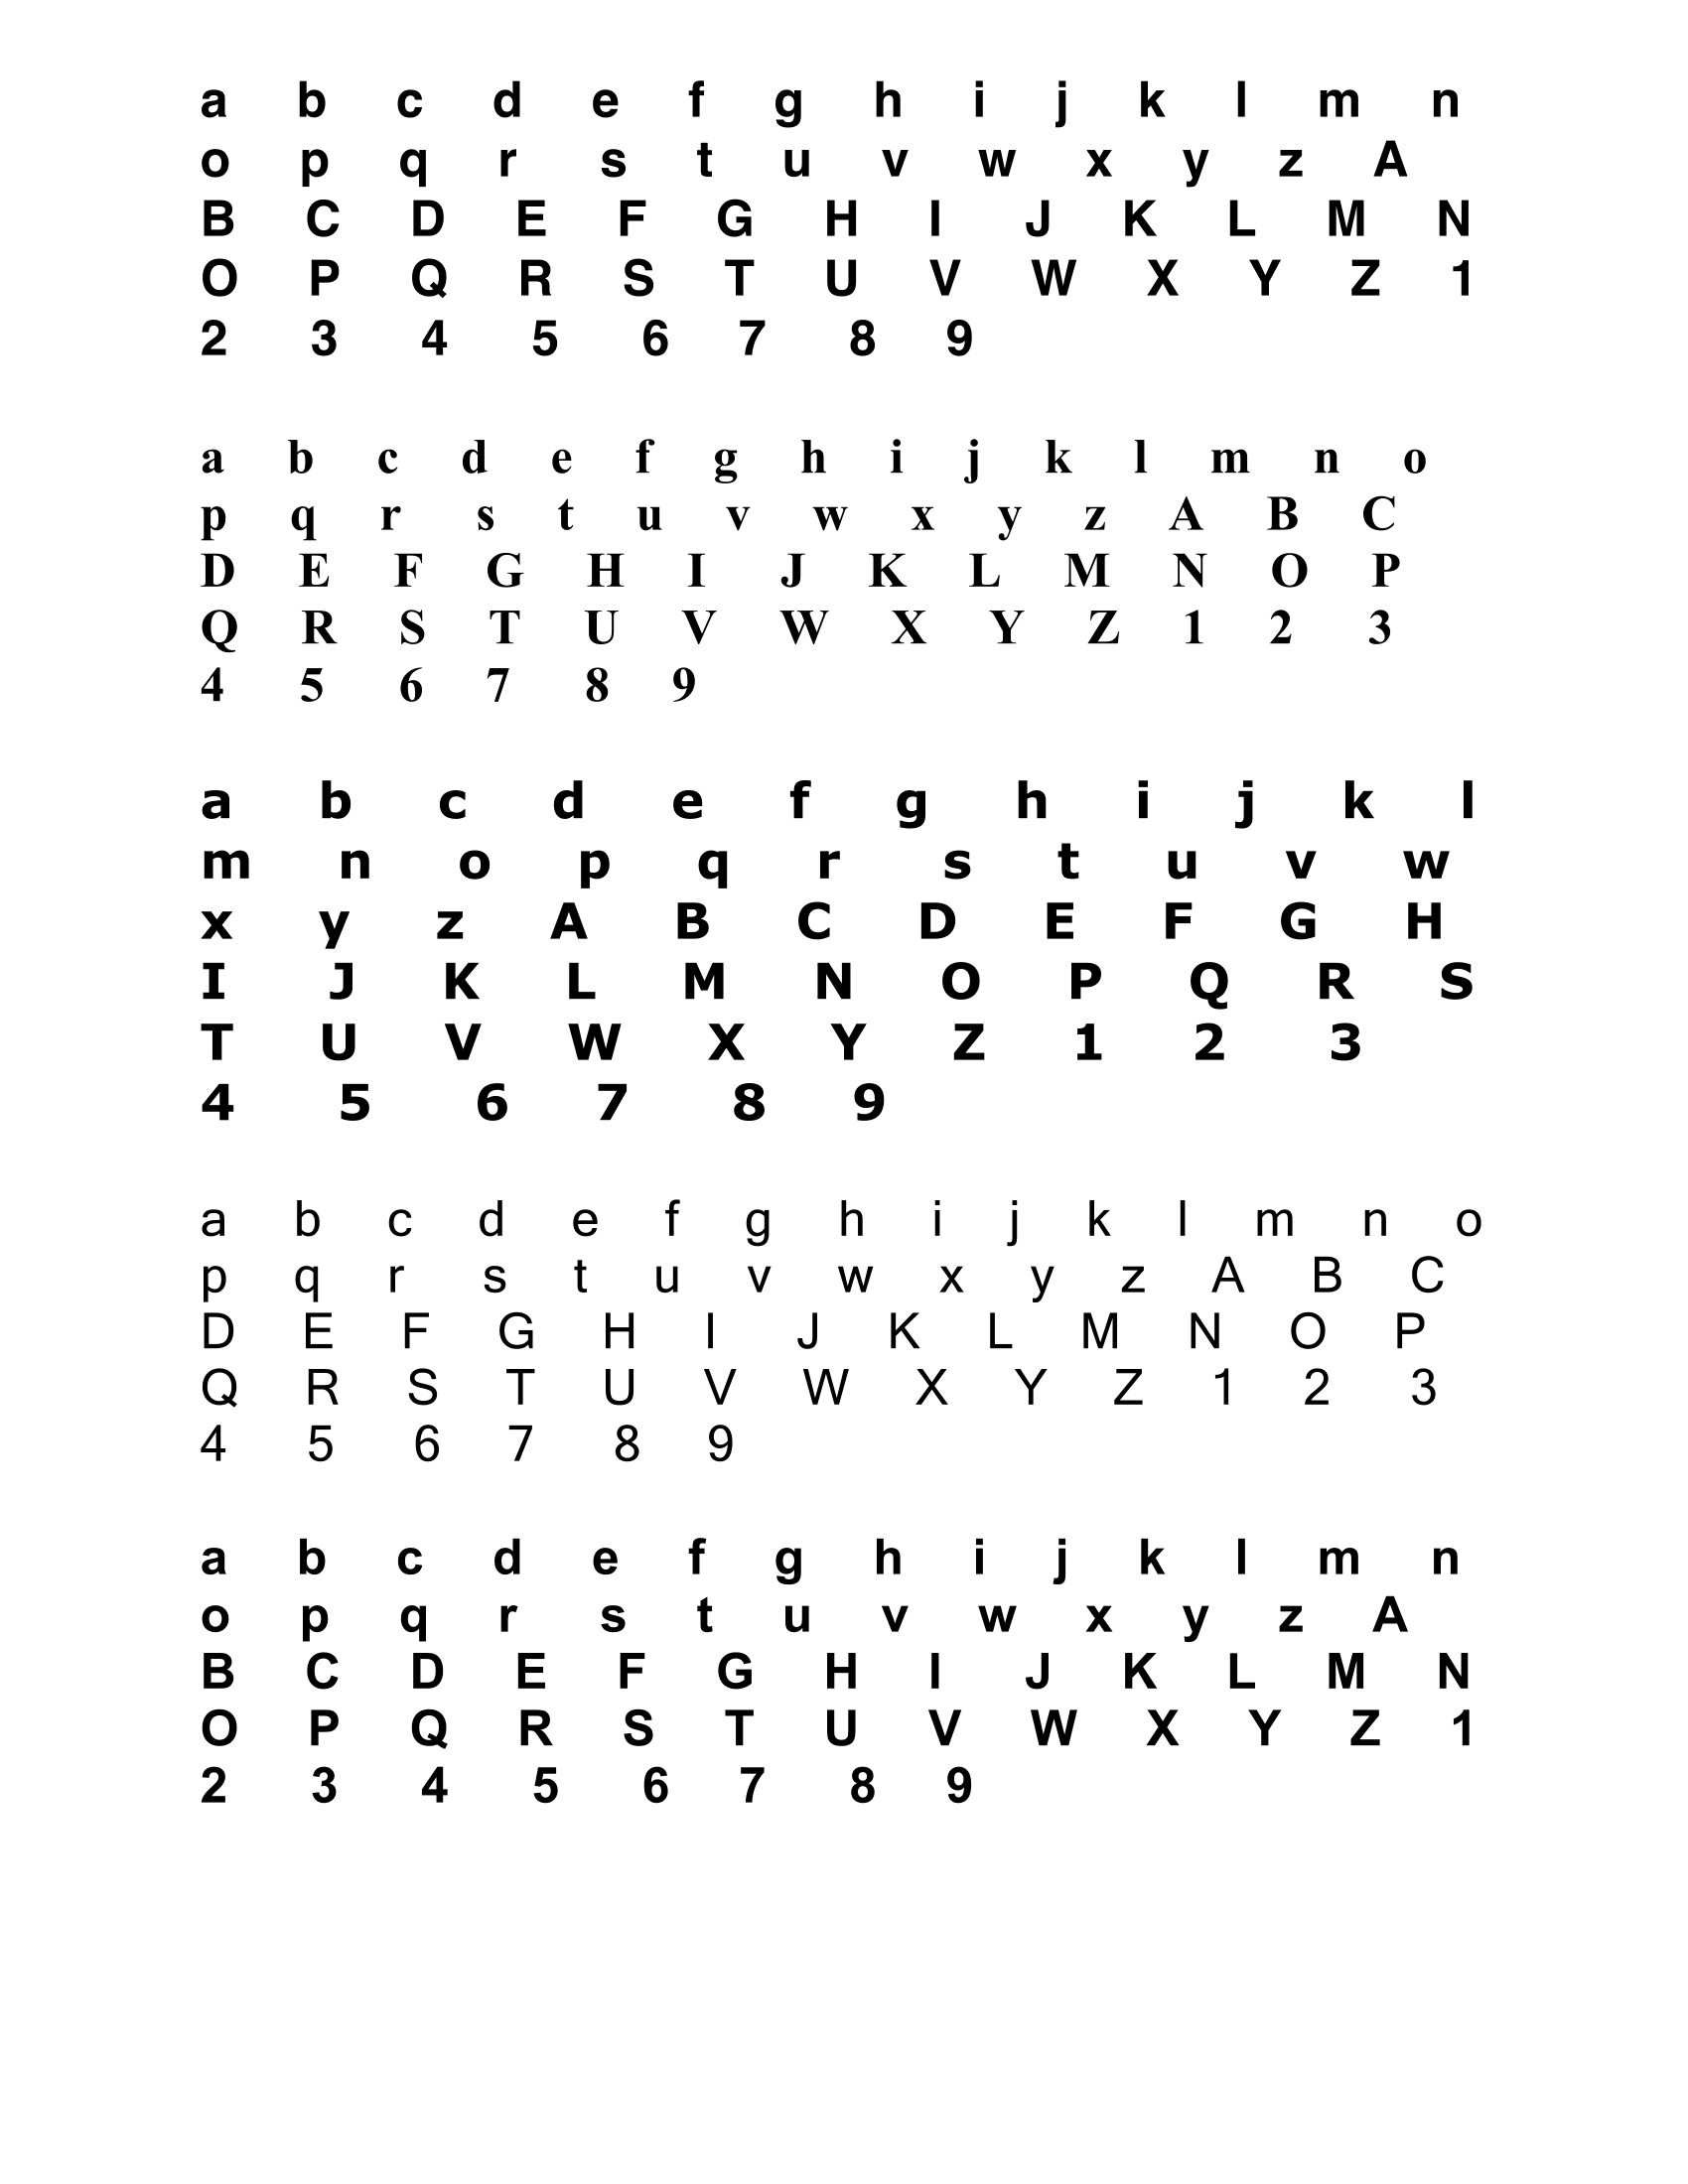 a b c d e f g h i j k l m n
o p q r s t u v w x y z A
B C D E F G H I J K L M N
O P Q R S T U V W X Y Z 1
2 3 4 5 6 7 8 9
a b c d e f g h i j k l m n o
p q r s t u v w x y z A B C
D E F G H I J K L M N O P
Q R S T U V W X Y Z 1 2 3
4 5 6 7 8 9
a b c d e f g h i j k l
m n o p q r s t u v w
x y z A B C D E F G H
I J K L M N O P Q R S
T U V W X Y Z 1 2 3
4 5 6 7 8 9
a b c d e f g h i j k l m n o
p q r s t u v w x y z A B C
D E F G H I J K L M N O P
Q R S T U V W X Y Z 1 2 3
4 5 6 7 8 9
a b c d e f g h i j k l m n
o p q r s t u v w x y z A
B C D E F G H I J K L M N
O P Q R S T U V W X Y Z 1
2 3 4 5 6 7 8 9